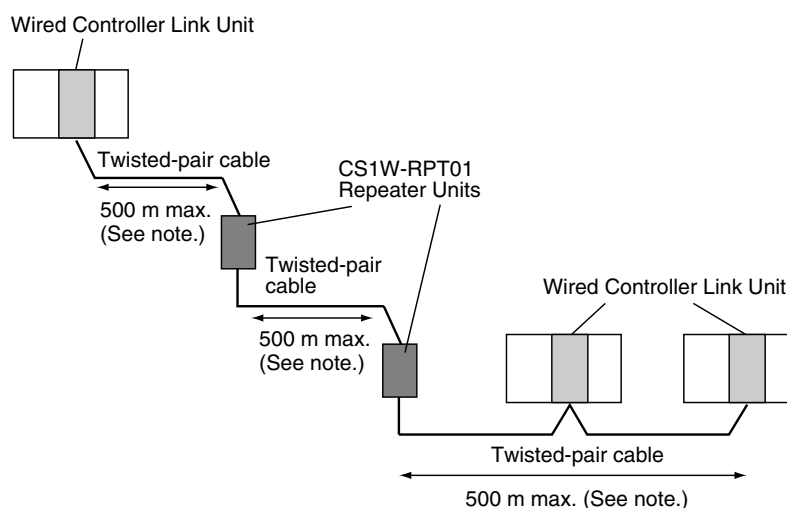 Wired Controller Link Unit
Twisted-pair cable
500 m max.
(See note.)
CS1W-RPT01
Repeater Units
Twisted-pair
cable
500 m max.
(See note.)
Wired Controller Link Unit
Twisted-pair cable
500 m max. (See note.)